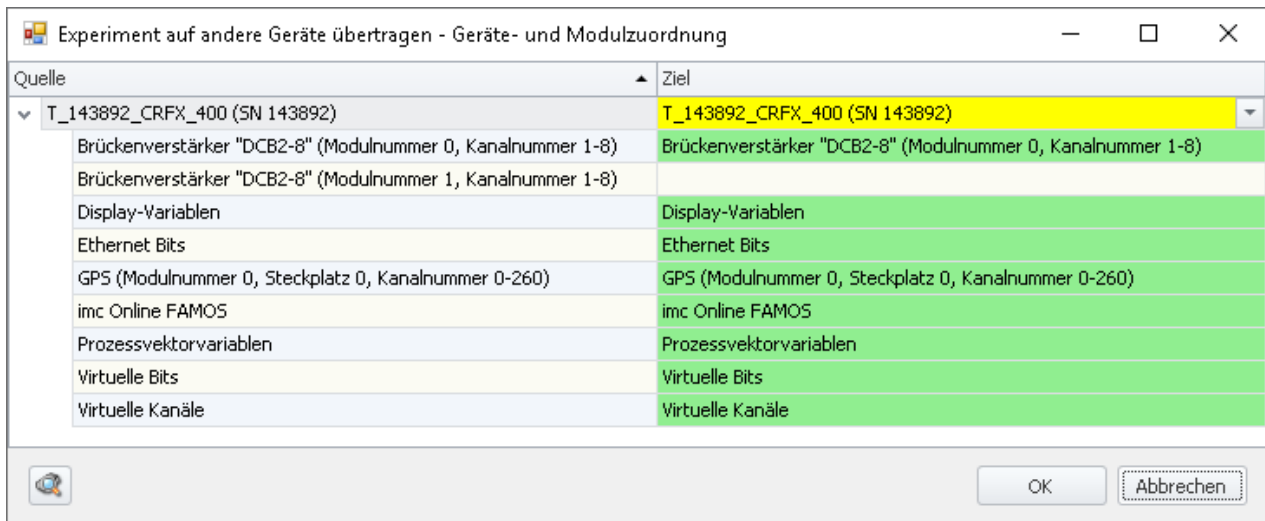 Experiment auf andere Geräte übertragen - Geräte- und Modulzuordnung
Quelle Ziel
T_143892_CRFX_400 (SN 143892) T_143892_CRFX_400 (SN 143892)
Brückenverstärker "DCB2-8" (Modulnummer 0, Kanalnummer 1-8) Brückenverstärker "DCB2-8" (Modulnummer 0, Kanalnummer 1-8)
Brückenverstärker "DCB2-8" (Modulnummer 1, Kanalnummer 1-8)
Display-Variablen Display-Variablen
Ethernet Bits Ethernet Bits
GPS (Modulnummer 0, Steckplatz 0, Kanalnummer 0-260) GPS (Modulnummer 0, Steckplatz 0, Kanalnummer 0-260)
imc Online FAMOS imc Online FAMOS
Prozessvektorvariablen Prozessvektorvariablen
Virtuelle Bits Virtuelle Bits
Virtuelle Kanäle Virtuelle Kanäle
OK Abbrechen